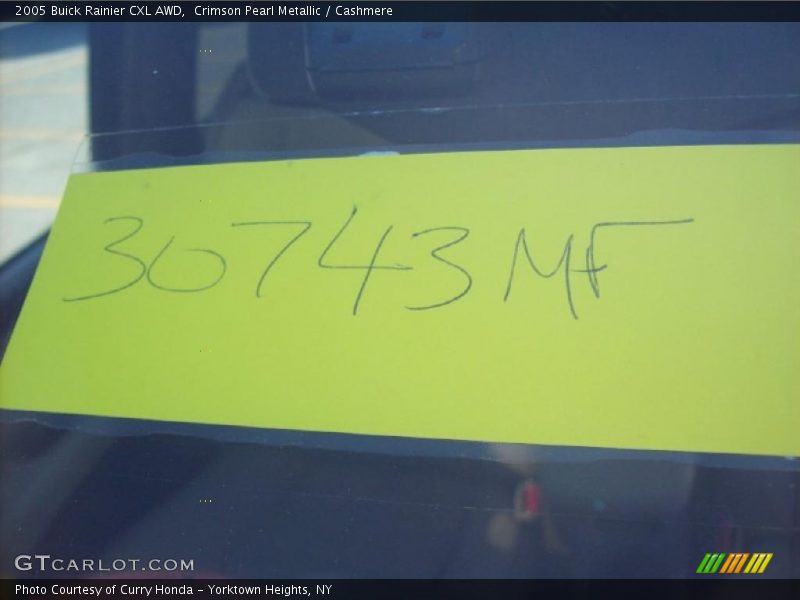 2005 Buick Rainier CXL AWD,  Crimson Pearl Metallic / Cashmere
30743 MF
GTCARLOT.COM
Photo Courtesy of Curry Honda - Yorktown Heights, NY